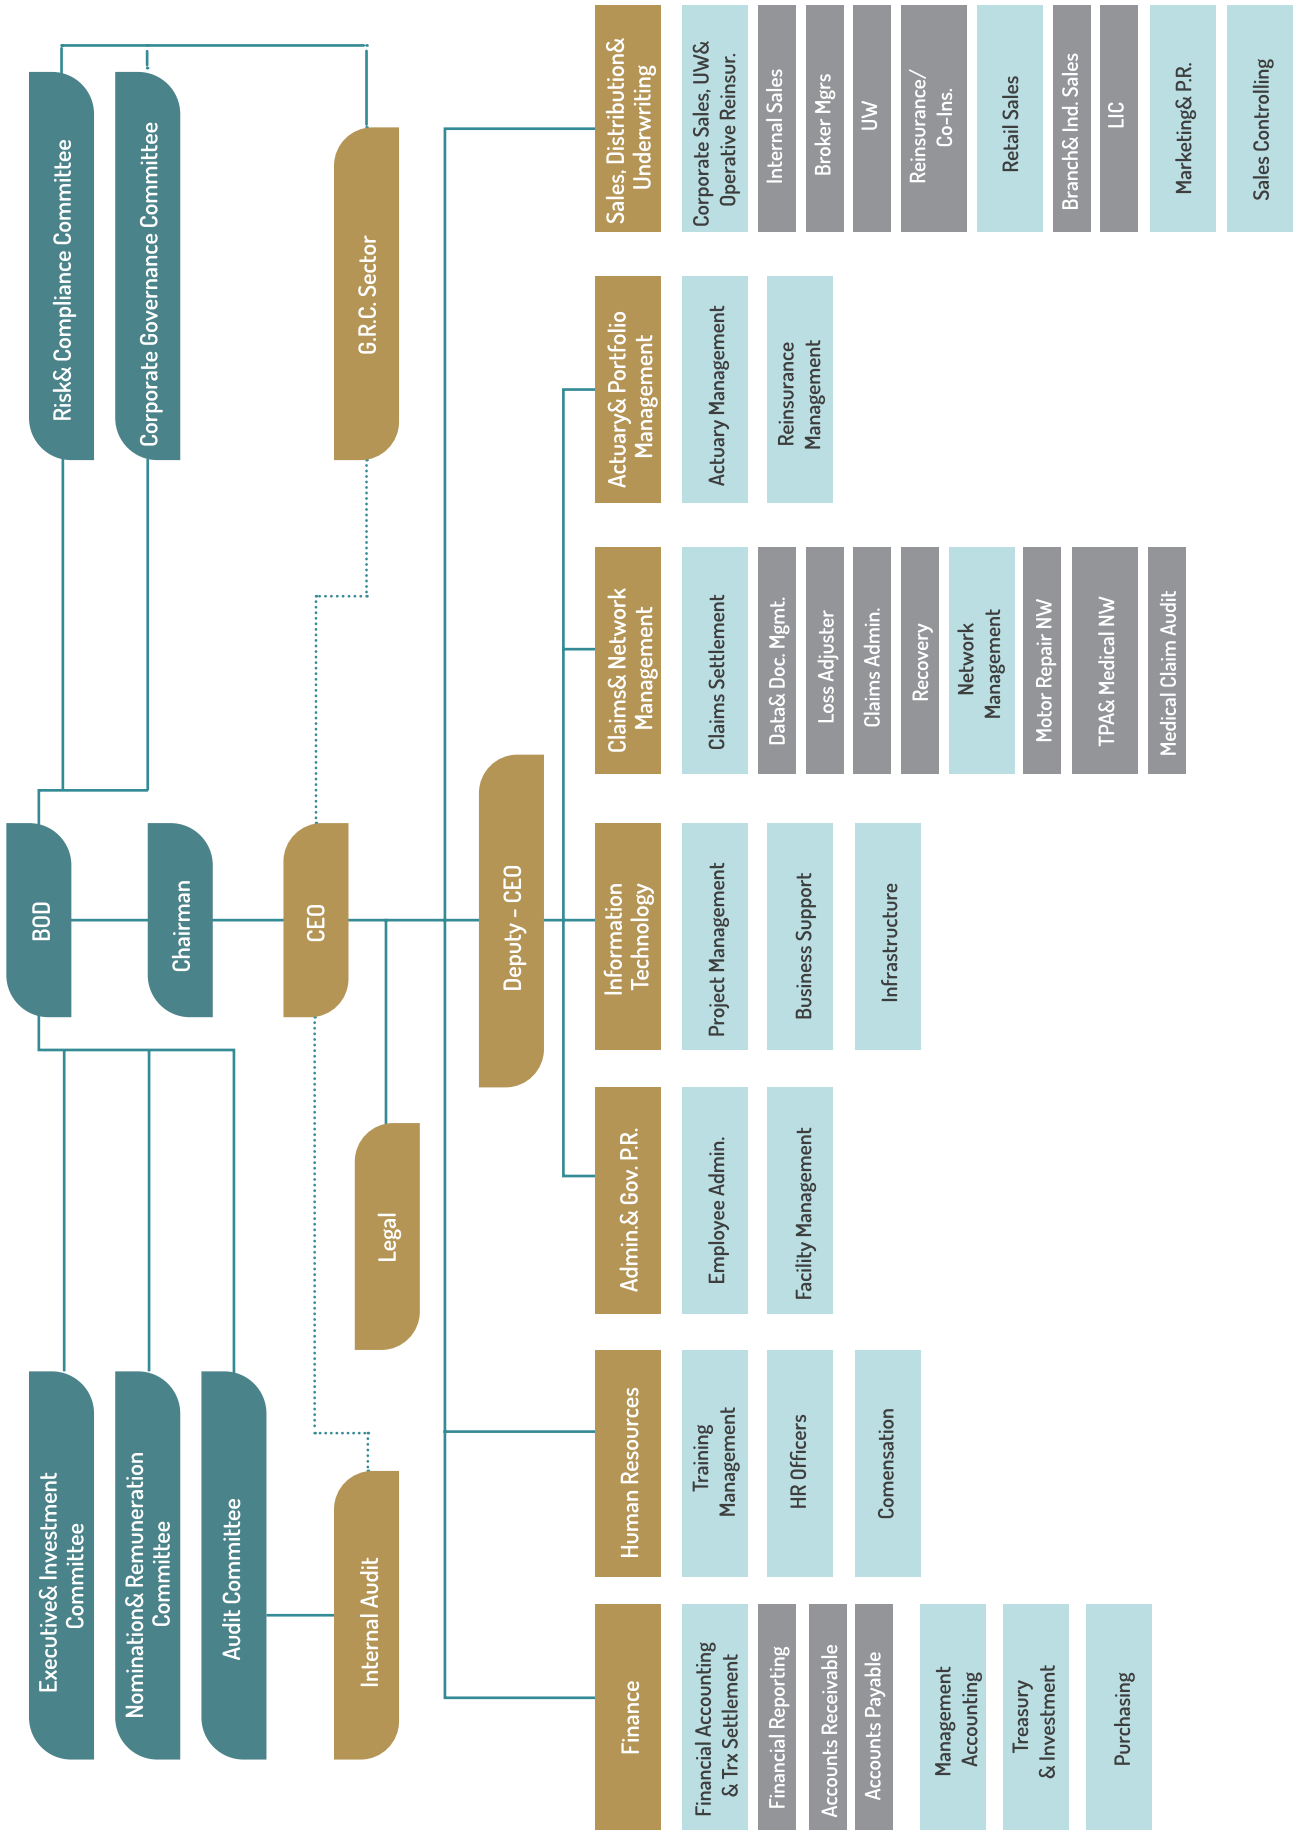 BOD
Chairman
CEO
Deputy - CEO
Executive& Investment
Committee
Nomination& Remuneration
Committee
Audit Committee
Internal Audit
Legal
Risk& Compliance Committee
Corporate Governance Committee
G.R.C. Sector
Finance
Financial Accounting
& Trx Settlement
Financial Reporting
Accounts Receivable
Accounts Payable
Management
Accounting
Treasury
& Investment
Purchasing
Human Resources
Training
Management
HR Officers
Comensation
Admin.& Gov. P.R.
Employee Admin.
Facility Management
Information
Technology
Project Management
Business Support
Infrastructure
Claims& Network
Management
Claims Settlement
Data& Doc. Mgmt.
Loss Adjuster
Claims Admin.
Recovery
Network
Management
Motor Repair NW
TPA& Medical NW
Medical Claim Audit
Actuary& Portfolio
Management
Actuary Management
Reinsurance
Management
Sales, Distribution&
Underwriting
Corporate Sales, UW&
Operative Reinsur.
Internal Sales
Broker Mgrs
UW
Reinsurance/
Co-Ins.
Retail Sales
Branch& Ind. Sales
LIC
Marketing& P.R.
Sales Controlling